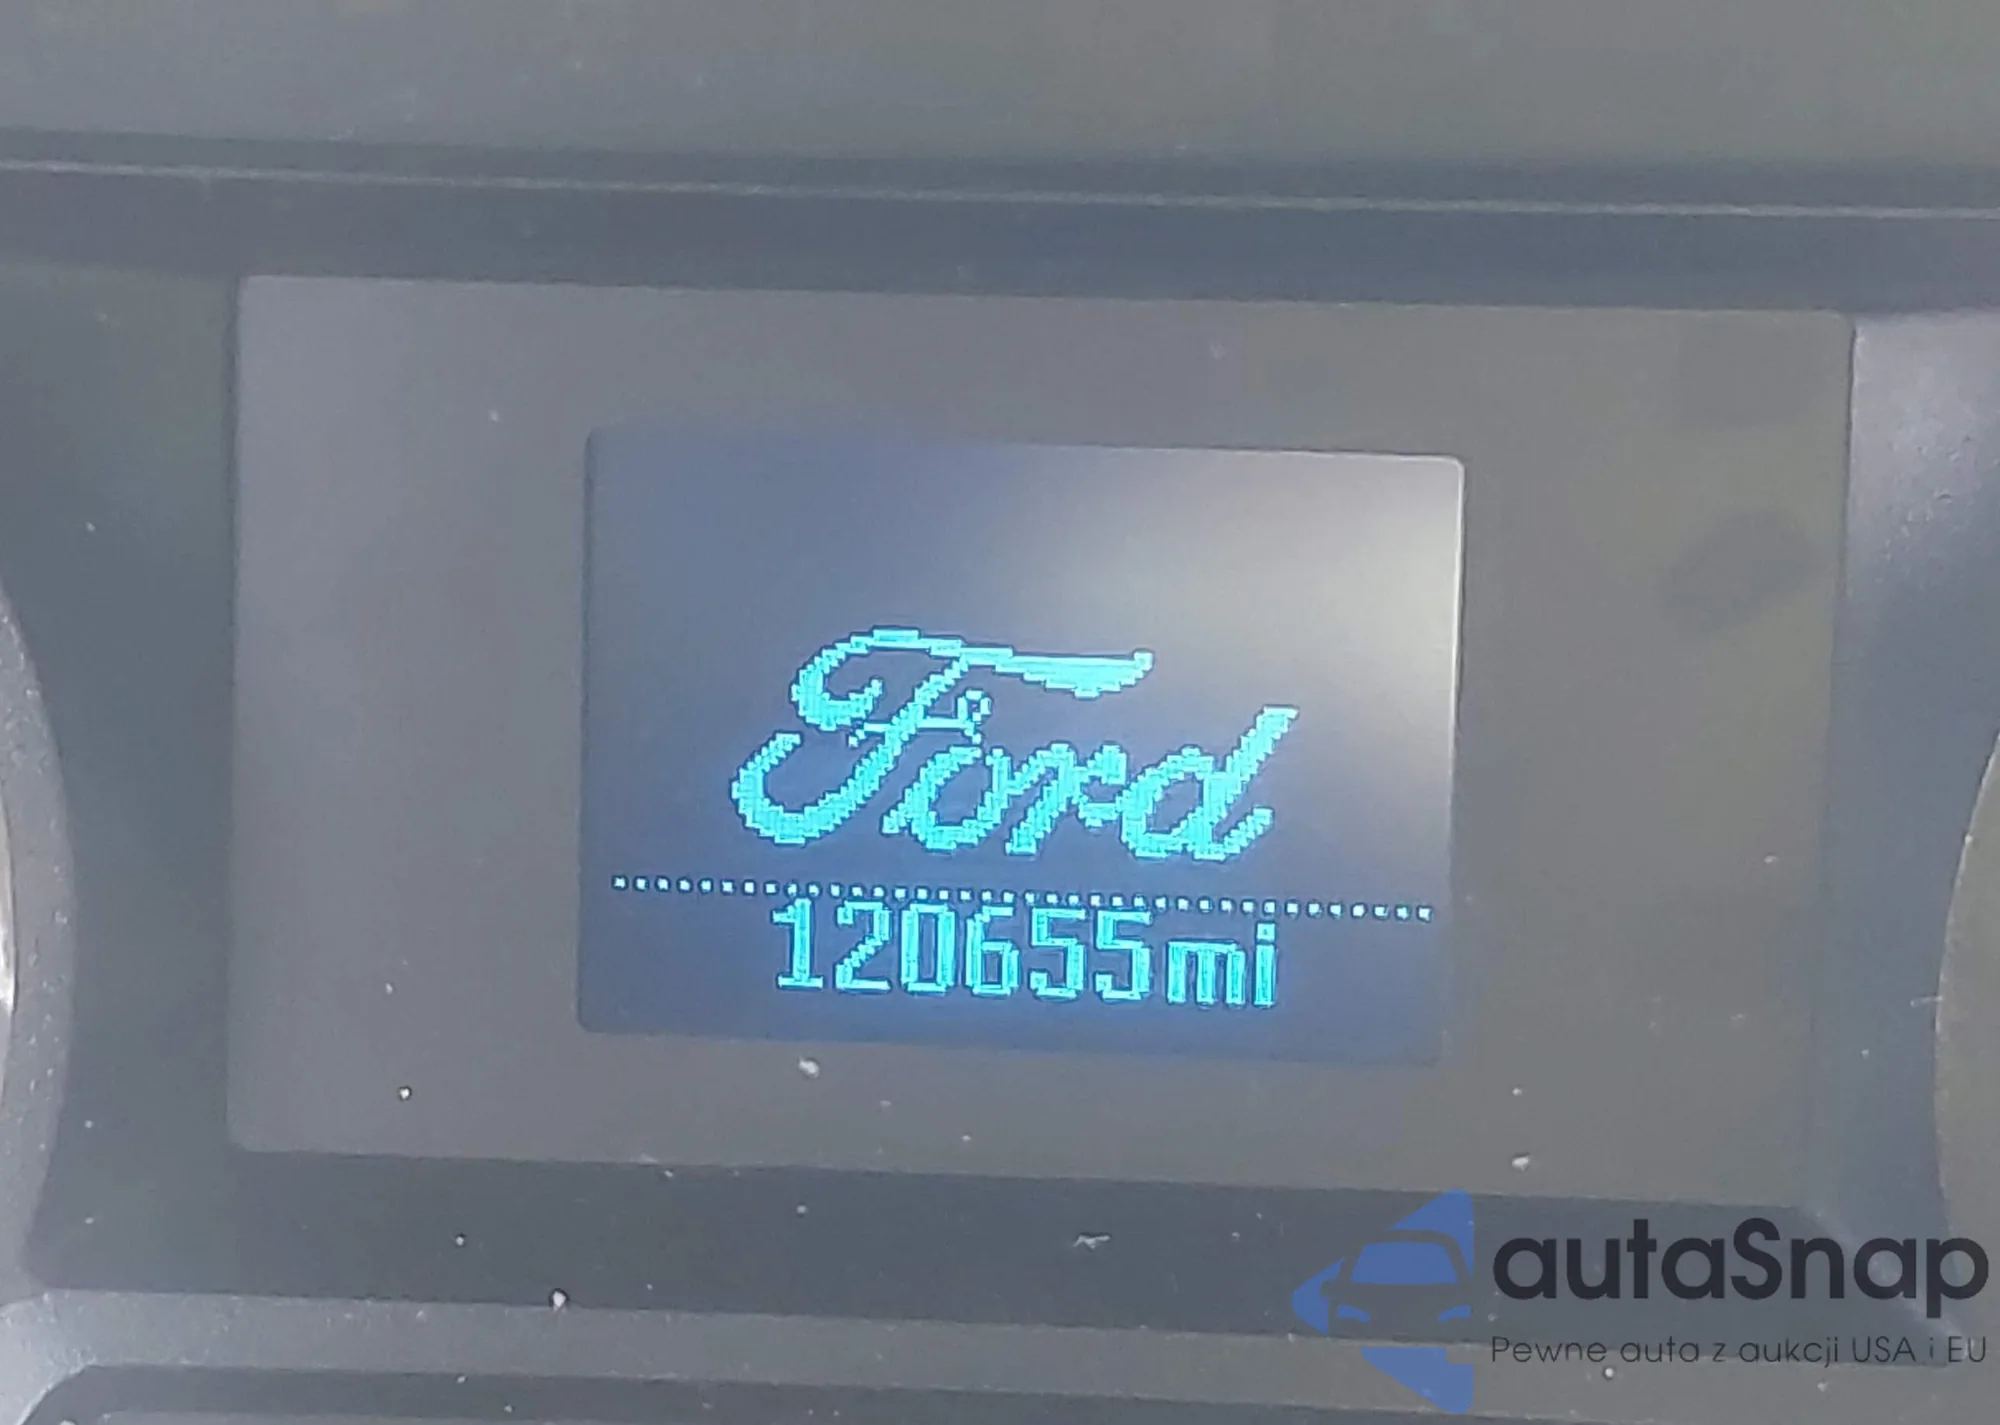 Ford
120655mi
autaSnap
Pewne auta z aukcji USA i EU